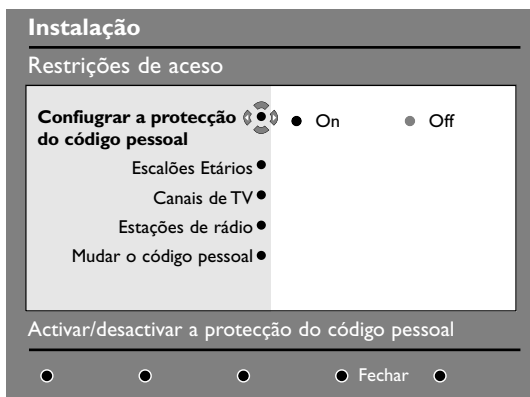 Instalação
Restrições de aceso
Confiugrar a protecção
do código pessoal
On
Off
Escalões Etários
Canais de TV
Estações de rádio
Mudar o código pessoal
Activar/desactivar a protecção do código pessoal
Fechar